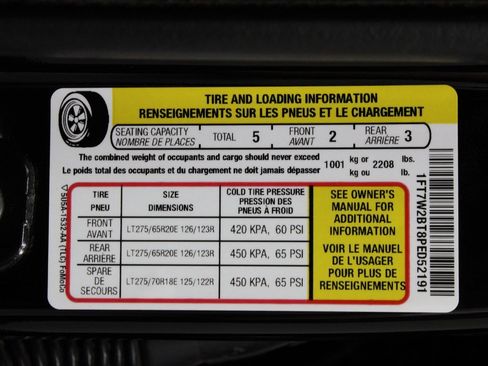 TIRE AND LOADING INFORMATION
RENSEIGNEMENTS SUR LES PNEUS ET LE CHARGEMENT
SEATING CAPACITY TOTAL 5 FRONT 2 REAR 3
NOMBRE DE PLACES AVANT ARRIÈRE
The combined weight of occupants and cargo should never exceed 1001 kg or 2208 lbs.
Le poids total des occupants et du chargement ne doit jamais dépasser kg ou lb.
TIRE SIZE COLD TIRE PRESSURE
PNEU DIMENSIONS PRESSION DES
PNEUS À FROID
FRONT
AVANT LT275/65R20E 126/123R 420 KPA, 60 PSI
REAR
ARRIÈRE LT275/65R20E 126/123R 450 KPA, 65 PSI
SPARE
DE
SECOURS LT275/70R18E 125/122R 450 KPA, 65 PSI
SEE OWNER'S
MANUAL FOR
ADDITIONAL
INFORMATION
VOIR LE MANUEL
DE L'USAGER
POUR PLUS DE
RENSEIGNEMENTS
1FT7W2BT8PED52191